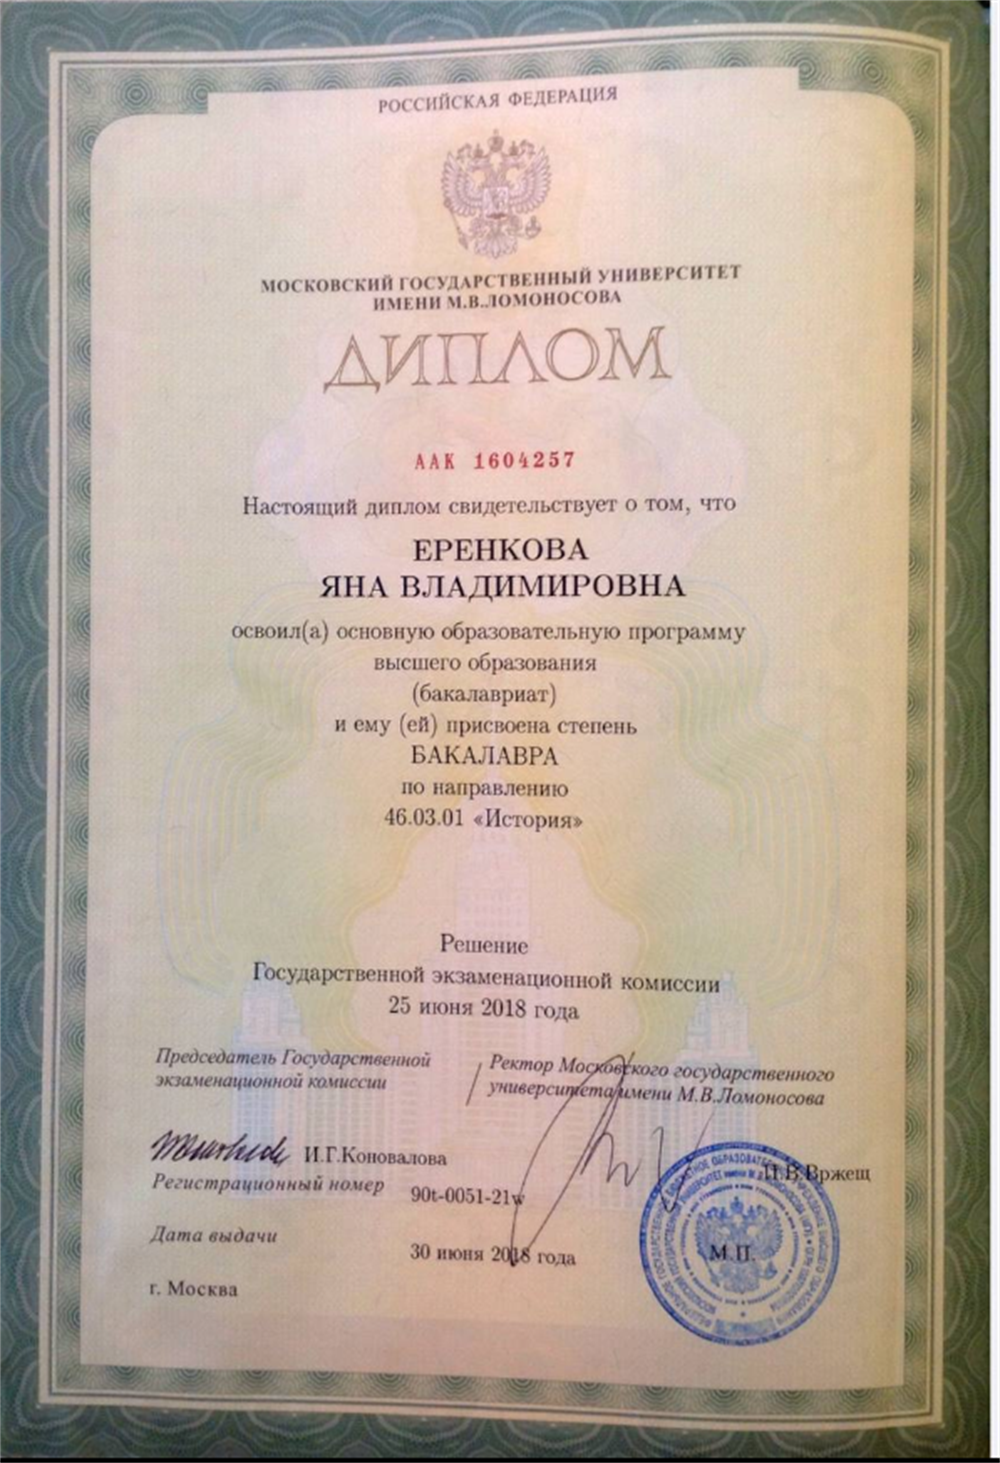 РОССИЙСКАЯ ФЕДЕРАЦИЯ
МОСКОВСКИЙ ГОСУДАРСТВЕННЫЙ УНИВЕРСИТЕТ
ИМЕНИ М.В.ЛОМОНОСОВА
ДИПЛОМ
ААК 1604257
Настоящий диплом свидетельствует о том, что
ЕРЕНКОВА
ЯНА ВЛАДИМИРОВНА
освоил(а) основную образовательную программу
высшего образования
(бакалавриат)
и ему (ей) присвоена степень
БАКАЛАВРА
по направлению
46.03.01 «История»
Решение
Государственной экзаменационной комиссии
25 июня 2018 года
Председатель Государственной
экзаменационной комиссии
Ректор Московского государственного
университета имени М.В.Ломоносова
И.Г.Коновалова
П.В.Вржещ
Регистрационный номер
90t-0051-21w
Дата выдачи
30 июня 2018 года
М.П.
г. Москва